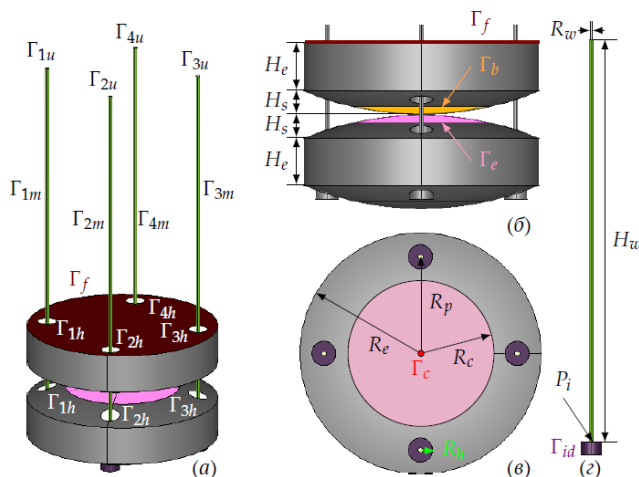 Γ1u
Γ4u
Γ2u
Γ3u
Γ1m
Γ2m
Γ4m
Γ3m
Γf
Γ1h
Γ2h
Γ4h
Γ3h
Γ1h
Γ2h
Γ3h
(а)
Γf
He
Hs
Hs
He
Γb
Γe
(б)
Re
Rp
Rc
Γc
Rh
(в)
Rw
Hw
Pi
Γid
(г)